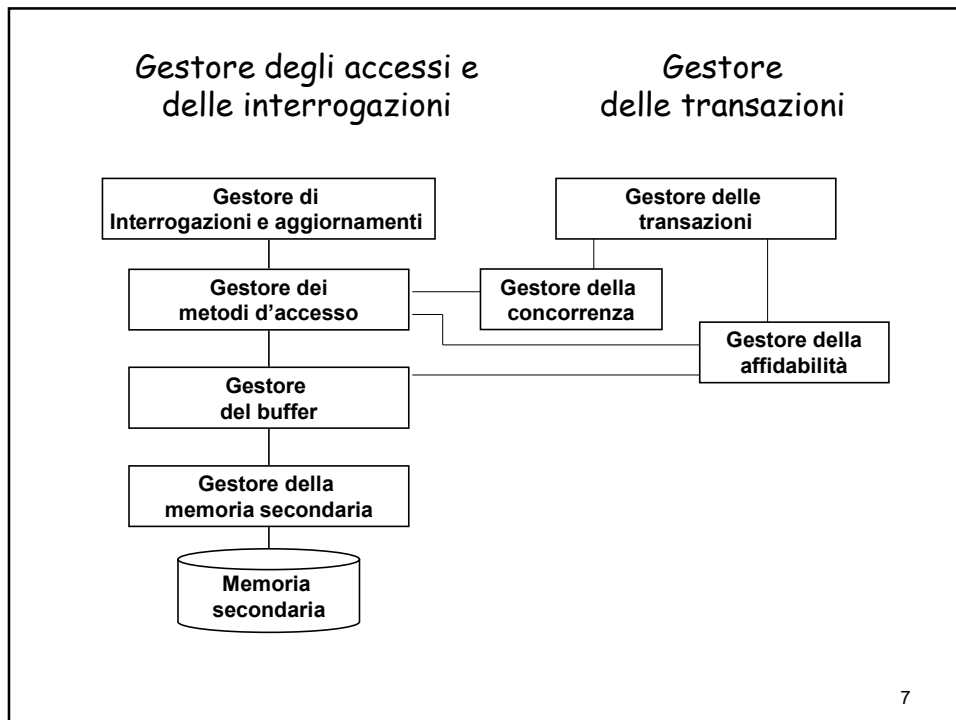 Gestore degli accessi e
delle interrogazioni
Gestore
delle transazioni
Gestore di
Interrogazioni e aggiornamenti
Gestore delle
transazioni
Gestore dei
metodi d’accesso
Gestore della
concorrenza
Gestore della
affidabilità
Gestore
del buffer
Gestore della
memoria secondaria
Memoria
secondaria
7